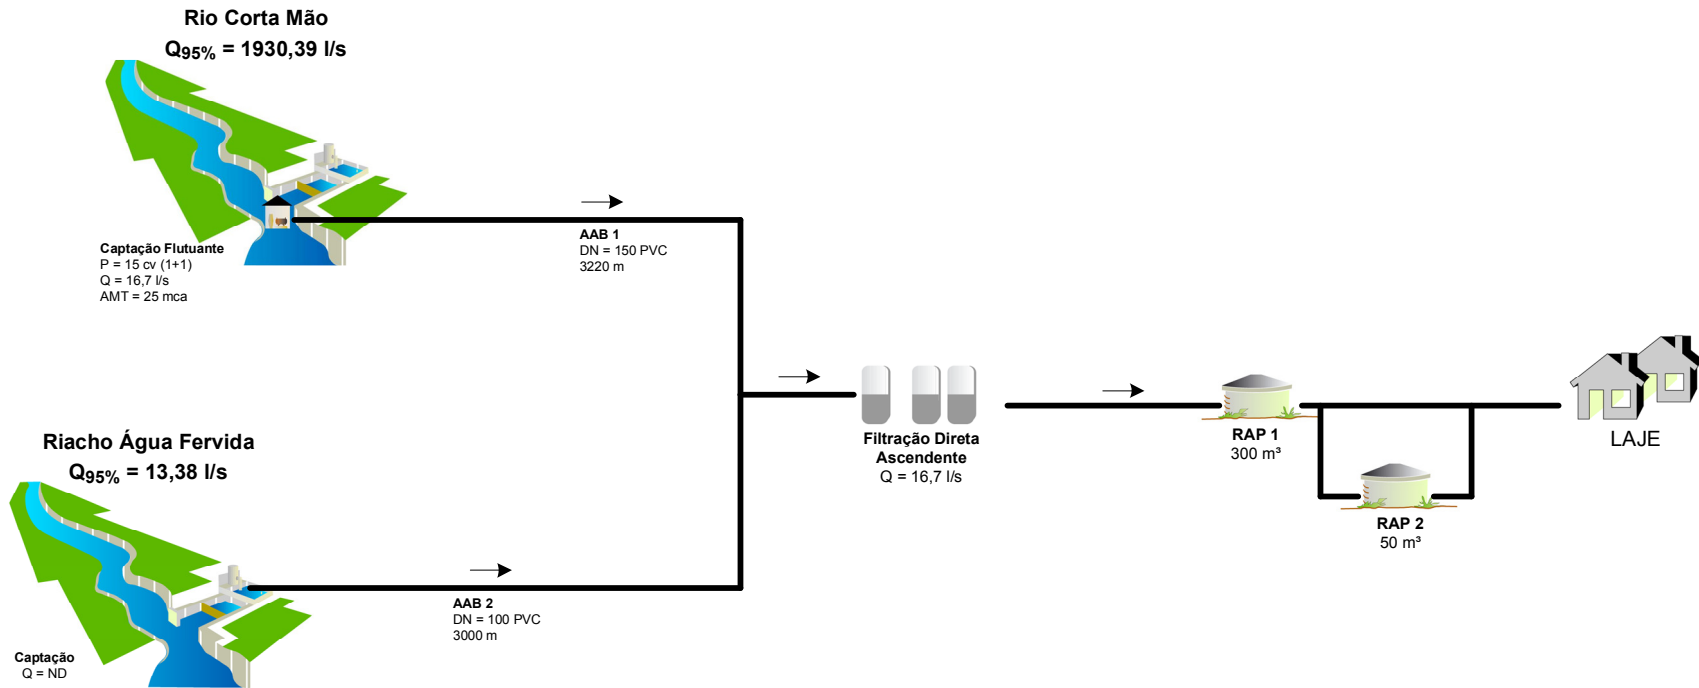 Rio Corta Mão
Q95% = 1930,39 l/s
Captação Flutuante
P = 15 cv (1+1)
Q = 16,7 l/s
AMT = 25 mca
AAB 1
DN = 150 PVC
3220 m
Riacho Água Fervida
Q95% = 13,38 l/s
Captação
Q = ND
AAB 2
DN = 100 PVC
3000 m
Filtração Direta
Ascendente
Q = 16,7 l/s
RAP 1
300 m³
RAP 2
50 m³
LAJE